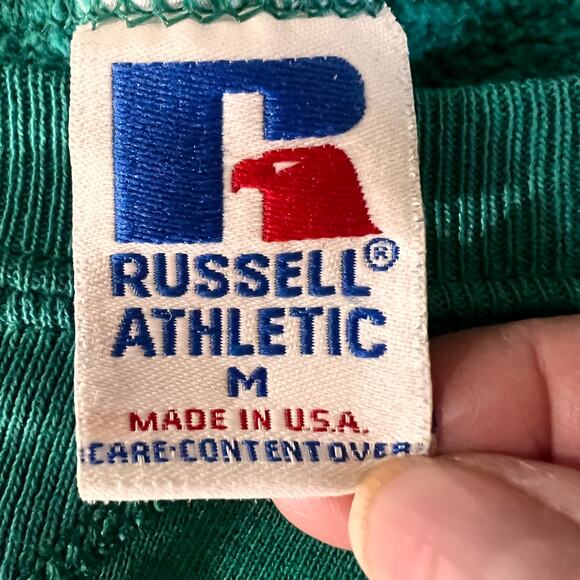 RUSSELL®
ATHLETIC
M
MADE IN U.S.A.
CARE·CONTENT OVER